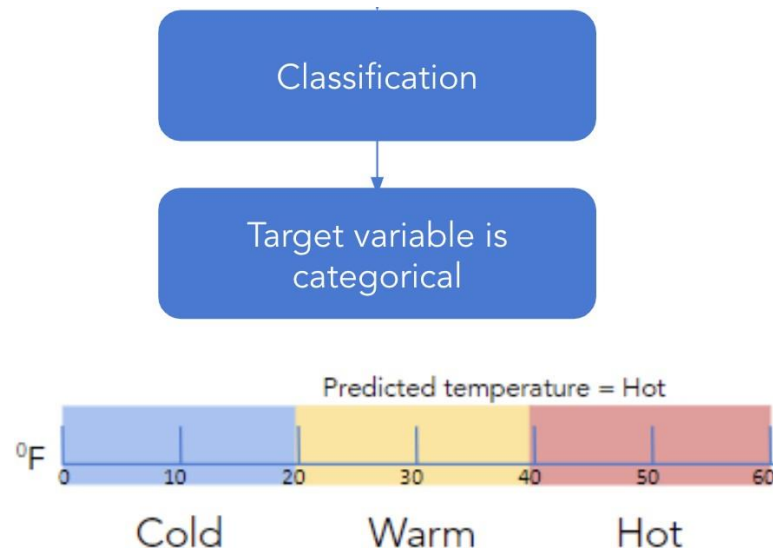 Classification
Target variable is
categorical
Predicted temperature = Hot
⁰F
0 10 20 30 40 50 60
Cold Warm Hot